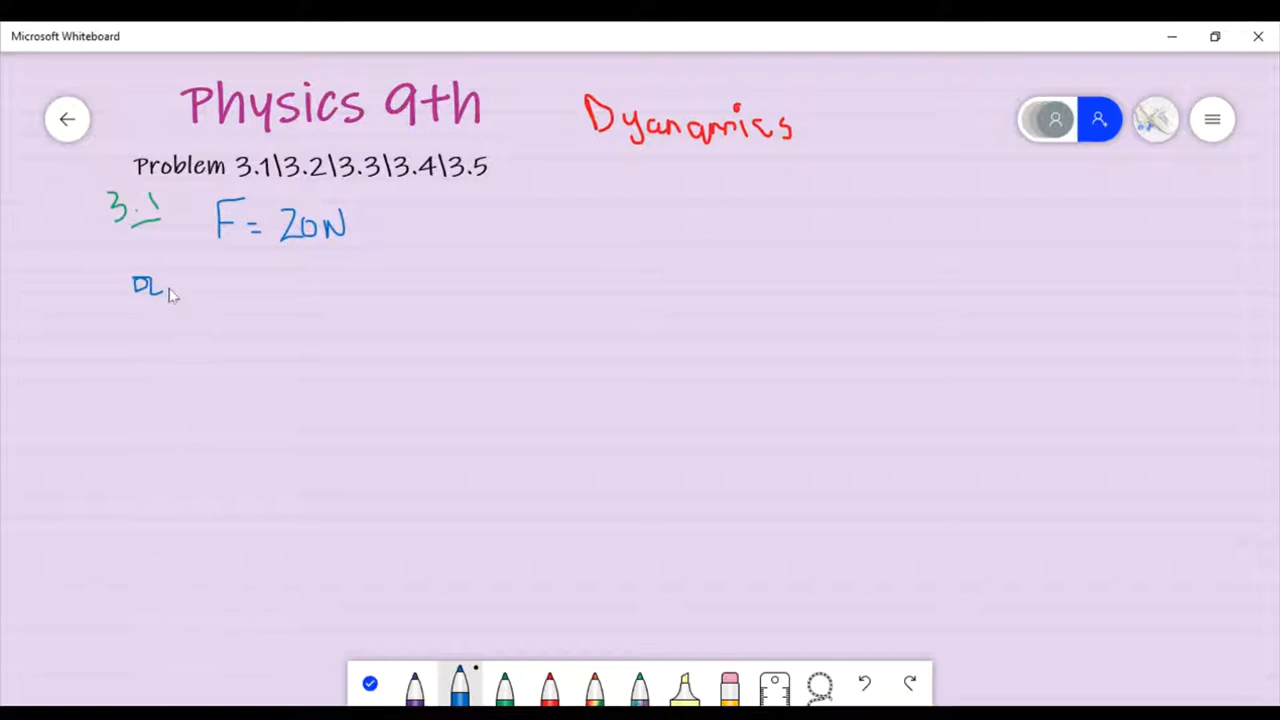 Microsoft Whiteboard
Physics 9th
Dyanamics
Problem 3.1\3.2\3.3\3.4\3.5
3.1 F = 20N